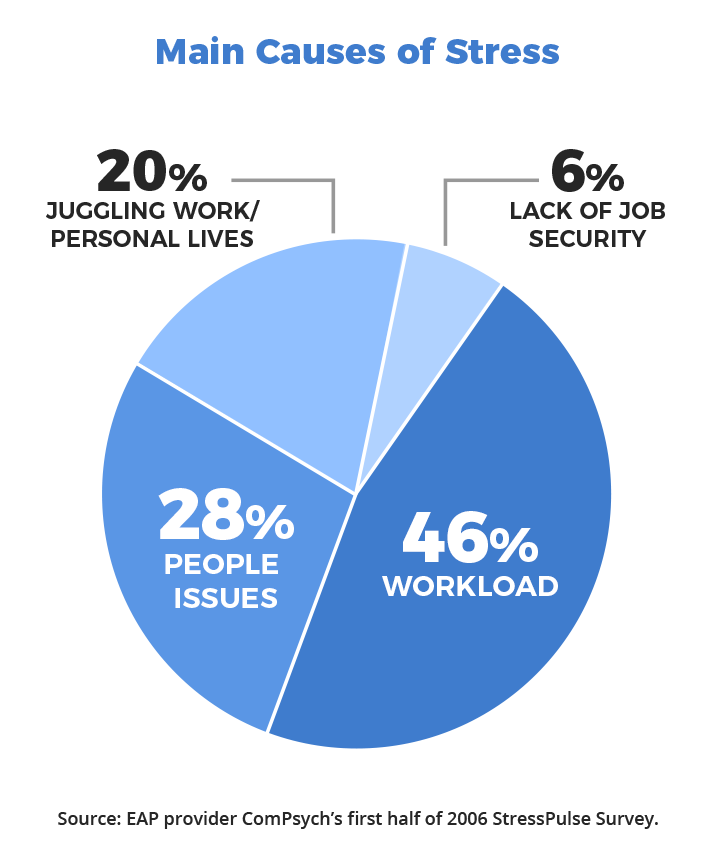 Main Causes of Stress
20%
JUGGLING WORK/
PERSONAL LIVES
6%
LACK OF JOB
SECURITY
28%
PEOPLE
ISSUES
46%
WORKLOAD
Source: EAP provider ComPsych’s first half of 2006 StressPulse Survey.